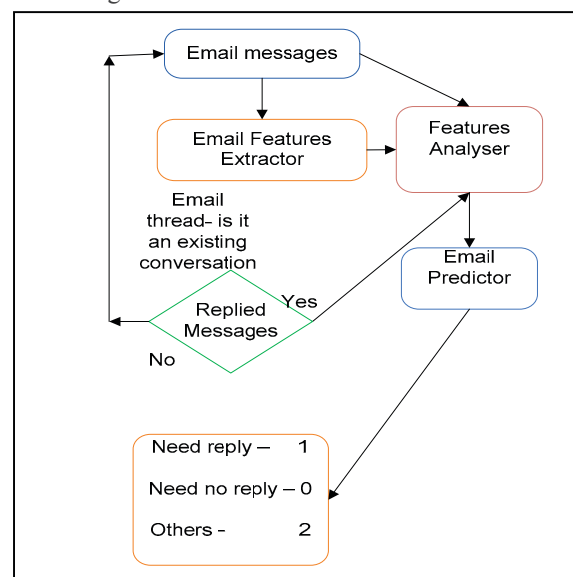 Email messages
Email Features
Extractor
Features
Analyser
Email
thread- is it
an existing
conversation
Email
Predictor
Yes
Replied
Messages
No
Need reply – 1
Need no reply – 0
Others - 2